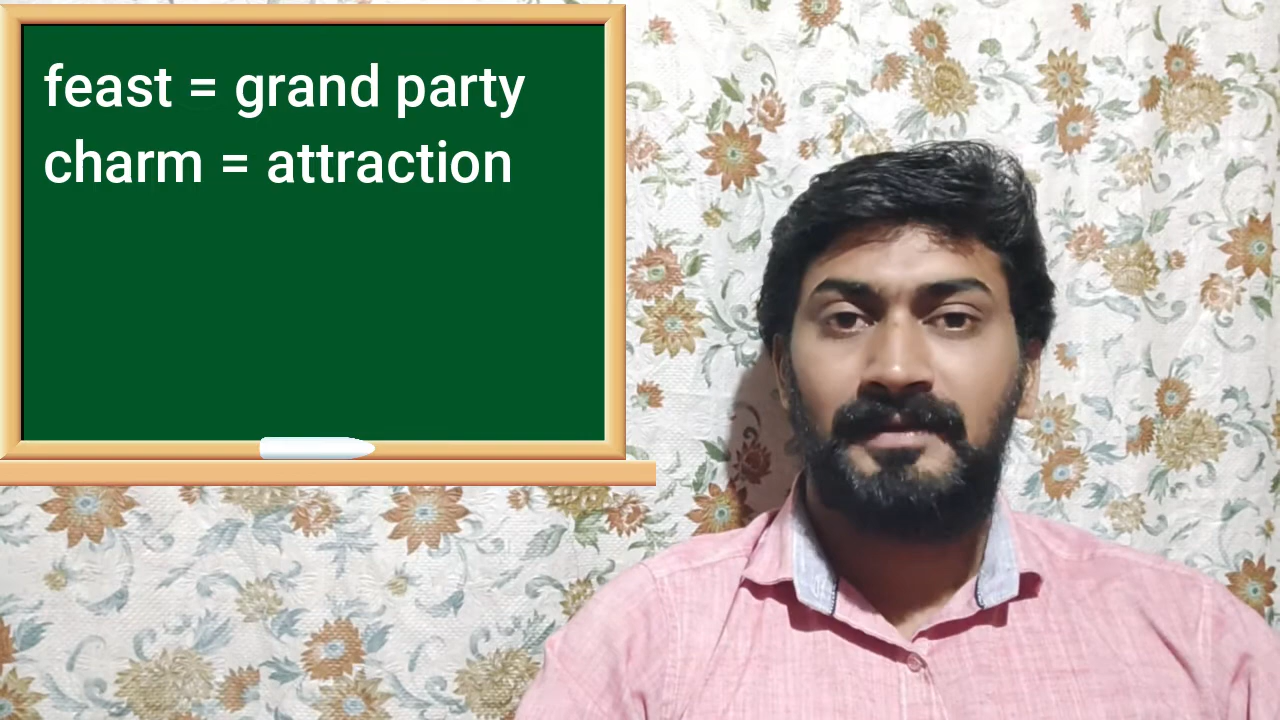 feast = grand party
charm = attraction